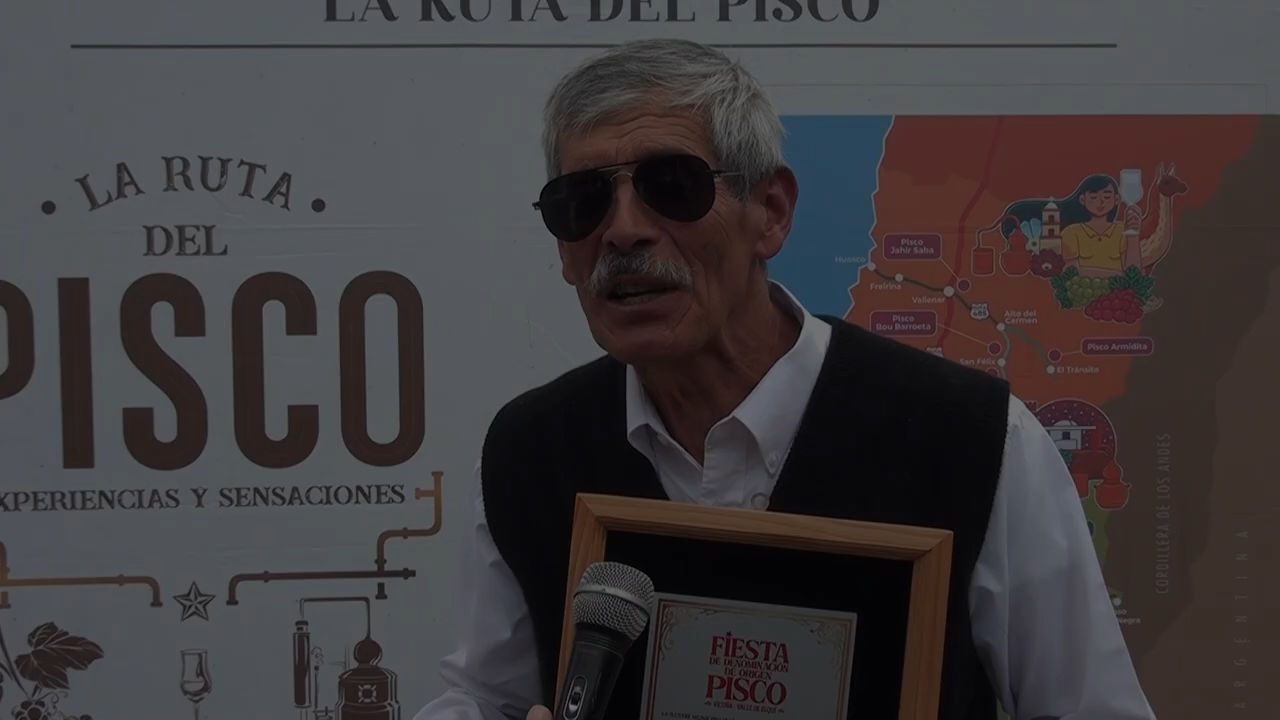 LA RUTA DEL PISCO
LA RUTA
DEL
PISCO
EXPERIENCIAS Y SENSACIONES
Pisco
Jahir Saba
Huasco
Freirina
Vallenar
485
Alto del
Carmen
Pisco
Bou Barroeta
San Félix
Pisco Armidita
El Tránsito
CORDILLERA DE LOS ANDES
ARGENTINA
Negra
FIESTA
DE DENOMINACIÓN
DE ORIGEN
PISCO